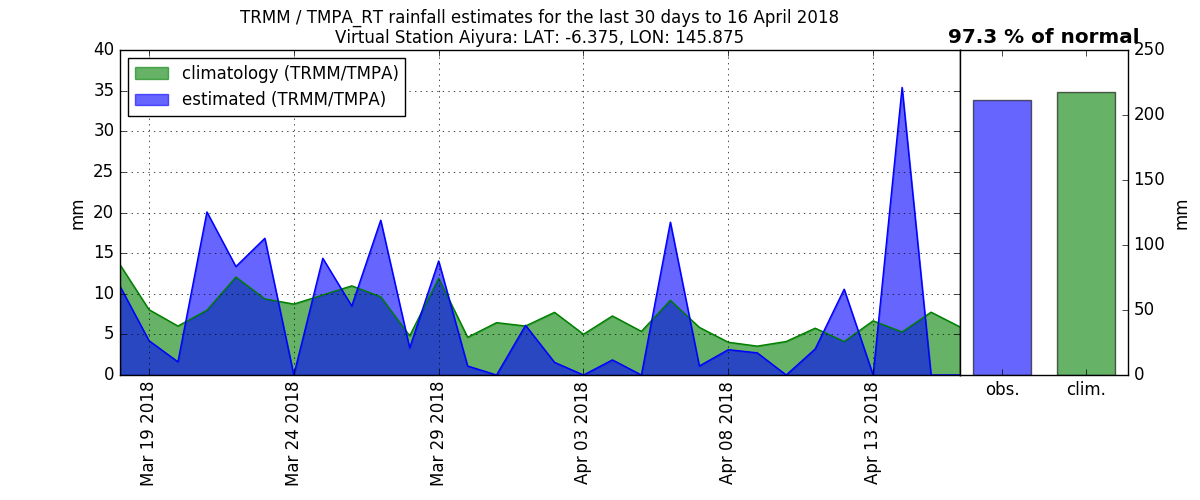 TRMM / TMPA_RT rainfall estimates for the last 30 days to 16 April 2018
Virtual Station Aiyura: LAT: -6.375, LON: 145.875
97.3 % of normal
climatology (TRMM/TMPA)
estimated (TRMM/TMPA)
mm
40
35
30
25
20
15
10
5
0
Mar 19 2018
Mar 24 2018
Mar 29 2018
Apr 03 2018
Apr 08 2018
Apr 13 2018
250
200
150
100
50
0
mm
obs.
clim.